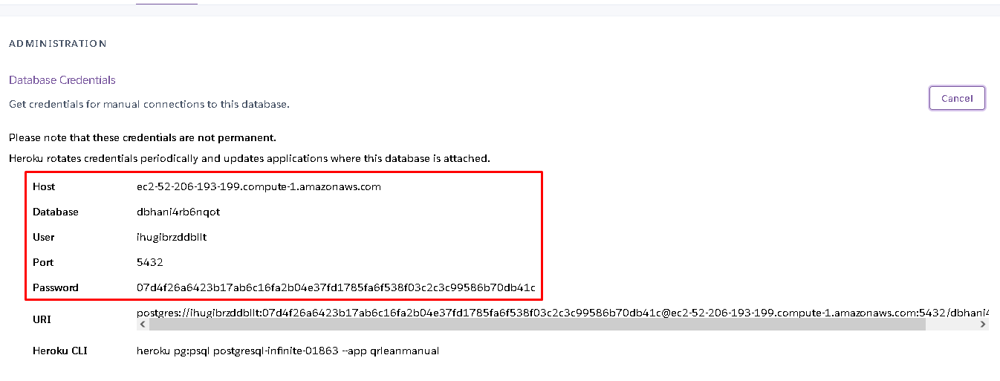 ADMINISTRATION
Database Credentials
Get credentials for manual connections to this database.
Cancel
Please note that these credentials are not permanent.
Heroku rotates credentials periodically and updates applications where this database is attached.
Host ec2-52-206-193-199.compute-1.amazonaws.com
Database dbhani4rb6nqot
User ihugibrzddbllt
Port 5432
Password 07d4f26a6423b17ab6c16fa2b04e37fd1785fa6f538f03c2c3c99586b70db41c
URI postgres://ihugibrzddbllt:07d4f26a6423b17ab6c16fa2b04e37fd1785fa6f538f03c2c3c99586b70db41c@ec2-52-206-193-199.compute-1.amazonaws.com:5432/dbhani4
Heroku CLI heroku pg:psql postgresql-infinite-01863 --app qrleanmanual